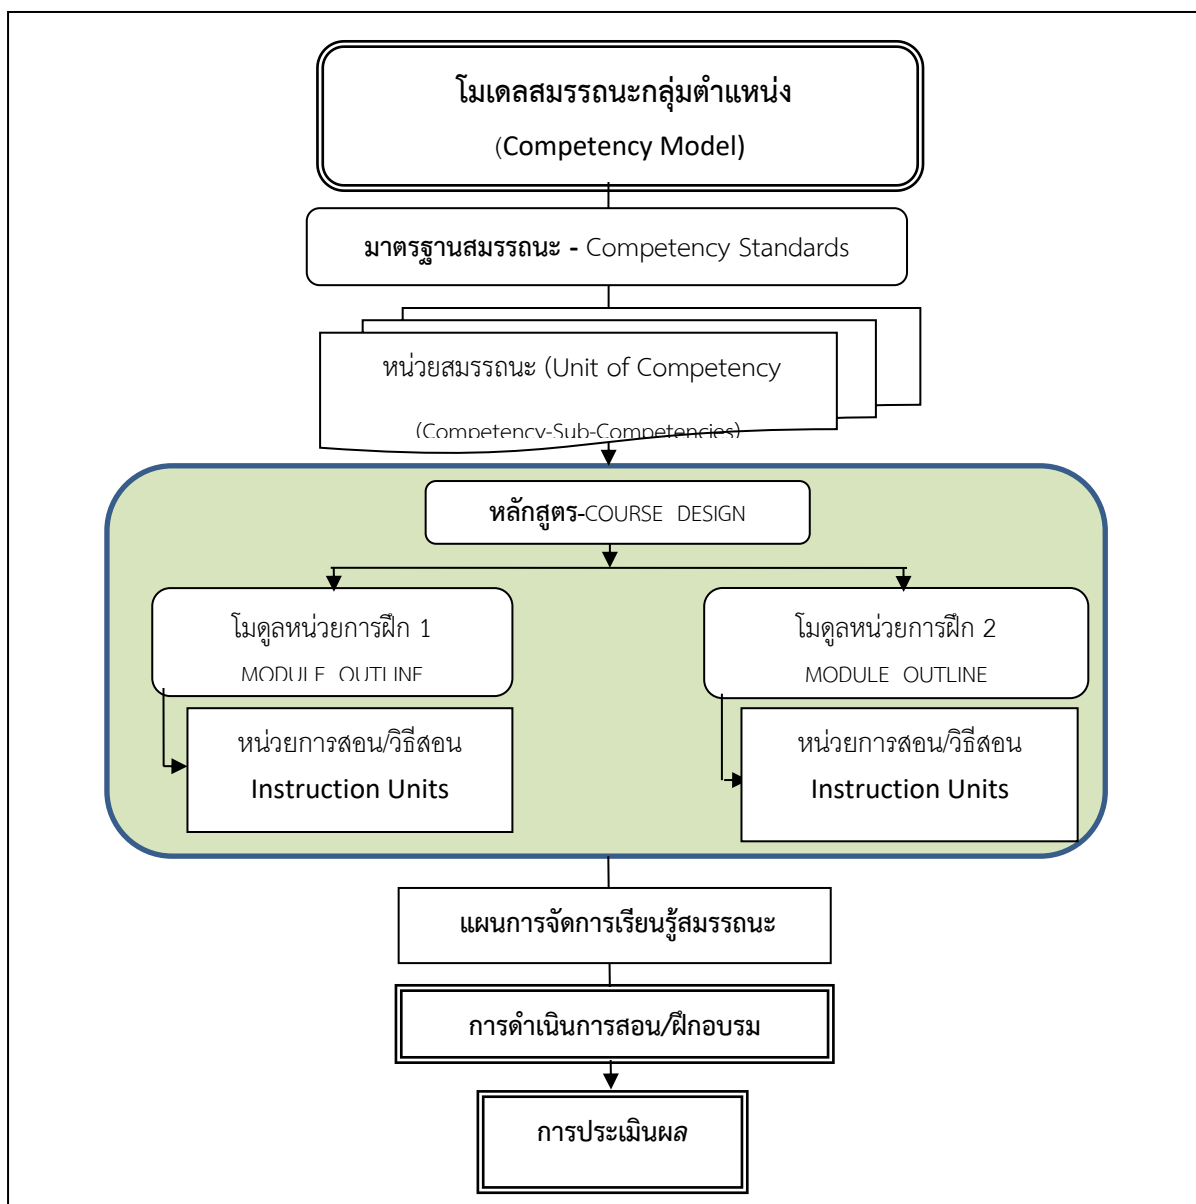 โมเดลสมรรถนะกลุ่มตำแหน่ง
(Competency Model)
มาตรฐานสมรรถนะ - Competency Standards
หน่วยสมรรถนะ (Unit of Competency
(Competency-Sub-Competencies)
หลักสูตร-COURSE DESIGN
โมดูลหน่วยการฝึก 1
MODULE OUTLINE
โมดูลหน่วยการฝึก 2
MODULE OUTLINE
หน่วยการสอน/วิธีสอน
Instruction Units
หน่วยการสอน/วิธีสอน
Instruction Units
แผนการจัดการเรียนรู้สมรรถนะ
การดำเนินการสอน/ฝึกอบรม
การประเมินผล